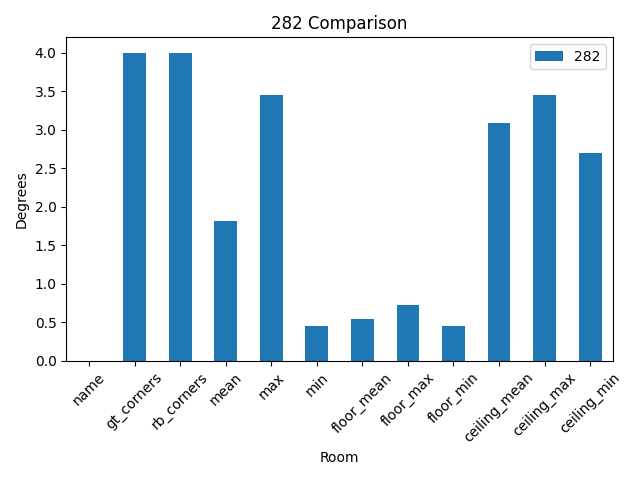 282 Comparison
282
Degrees
4.0
3.5
3.0
2.5
2.0
1.5
1.0
0.5
0.0
name
gt_corners
rb_corners
mean
max
min
floor_mean
floor_max
floor_min
ceiling_mean
ceiling_max
ceiling_min
Room